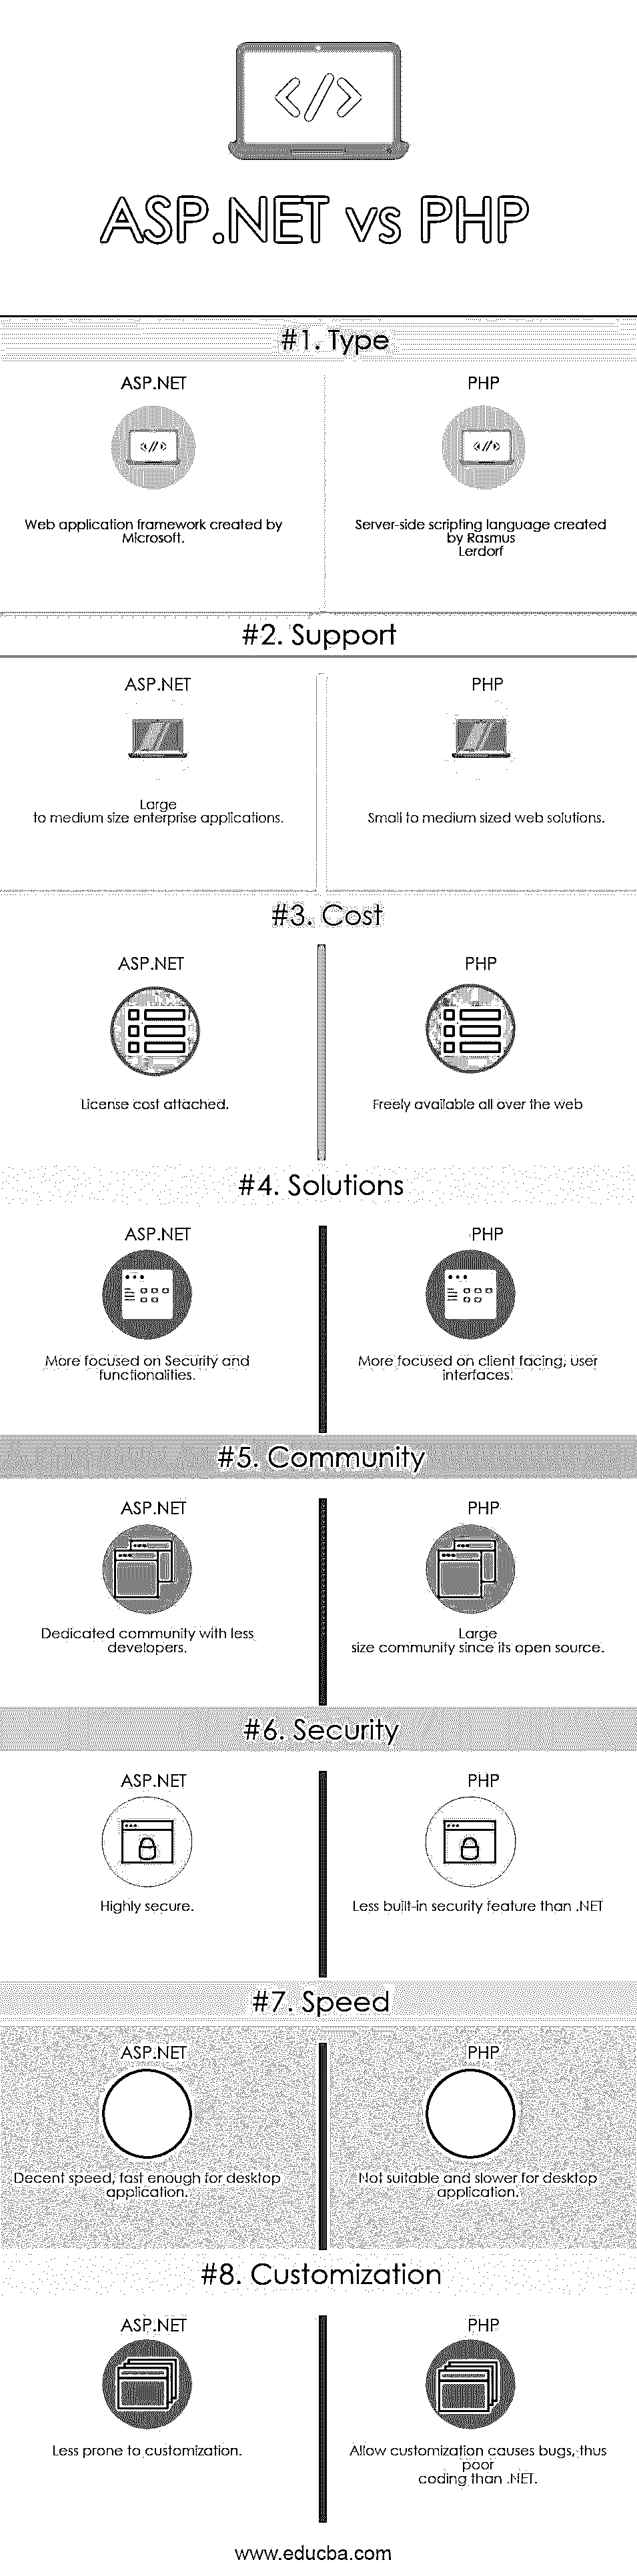 ASP.NET vs PHP
#1. Type
ASP.NET
PHP
Web application framework created by
Microsoft.
Server-side scripting language created
by Rasmus
Lerdorf
#2. Support
ASP.NET
PHP
Large
to medium size enterprise applications.
Small to medium sized web solutions.
#3. Cost
ASP.NET
PHP
License cost attached.
Freely available all over the web
#4. Solutions
ASP.NET
PHP
More focused on Security and
functionalities.
More focused on client facing, user
interfaces.
#5. Community
ASP.NET
PHP
Dedicated community with less
developers.
Large
size community since its open source.
#6. Security
ASP.NET
PHP
Highly secure.
Less built-in security feature than .NET
#7. Speed
ASP.NET
PHP
Decent speed, fast enough for desktop
application.
Not suitable and slower for desktop
application.
#8. Customization
ASP.NET
PHP
Less prone to customization.
Allow customization causes bugs, thus
poor
coding than .NET.
www.educba.com